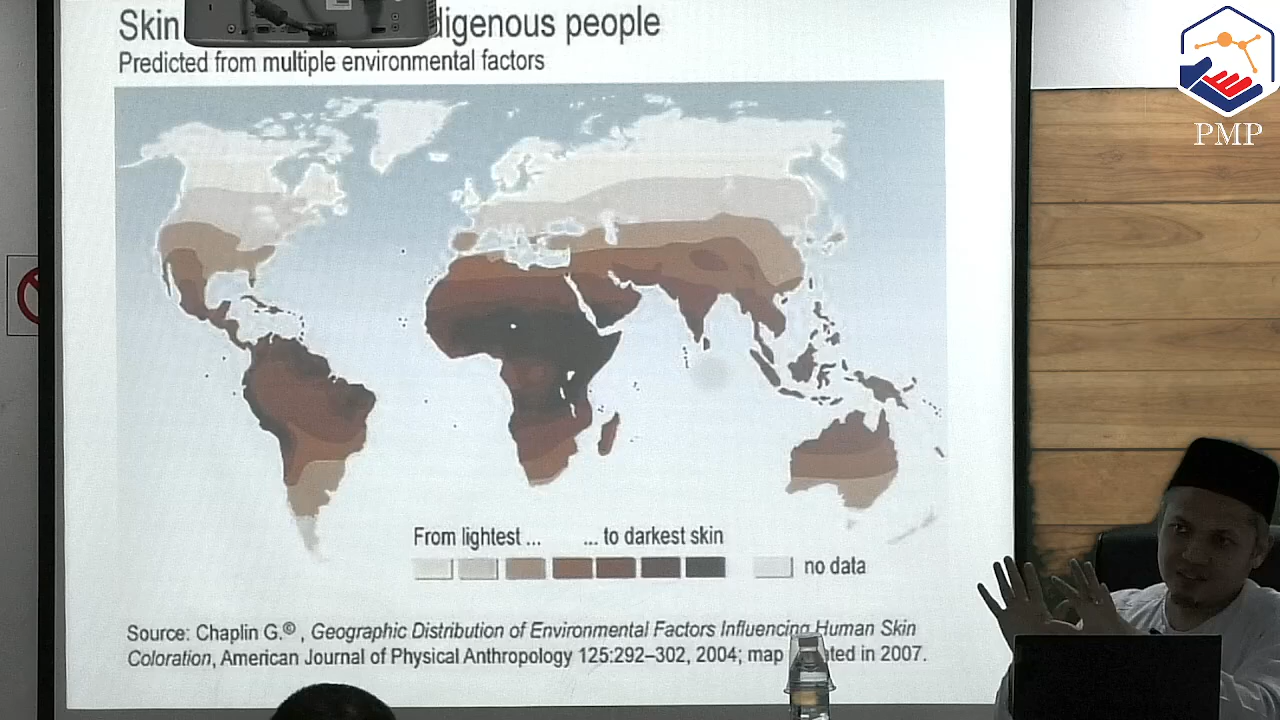 Skin digenous people
Predicted from multiple environmental factors
PMP
From lightest ... ... to darkest skin
no data
Source: Chaplin G.© , Geographic Distribution of Environmental Factors Influencing Human Skin
Coloration, American Journal of Physical Anthropology 125:292–302, 2004; map ted in 2007.